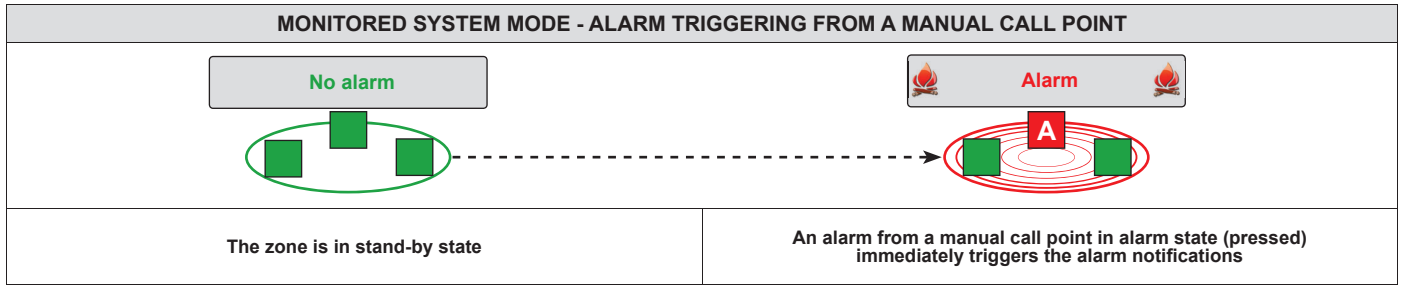 MONITORED SYSTEM MODE - ALARM TRIGGERING FROM A MANUAL CALL POINT
No alarm
Alarm
A
The zone is in stand-by state
An alarm from a manual call point in alarm state (pressed)
immediately triggers the alarm notifications